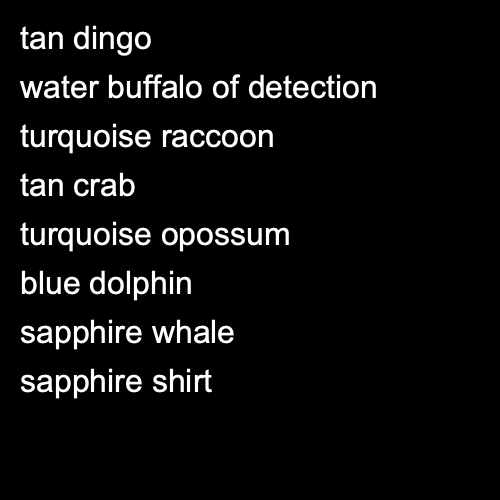 tan dingo
water buffalo of detection
turquoise raccoon
tan crab
turquoise opossum
blue dolphin
sapphire whale
sapphire shirt